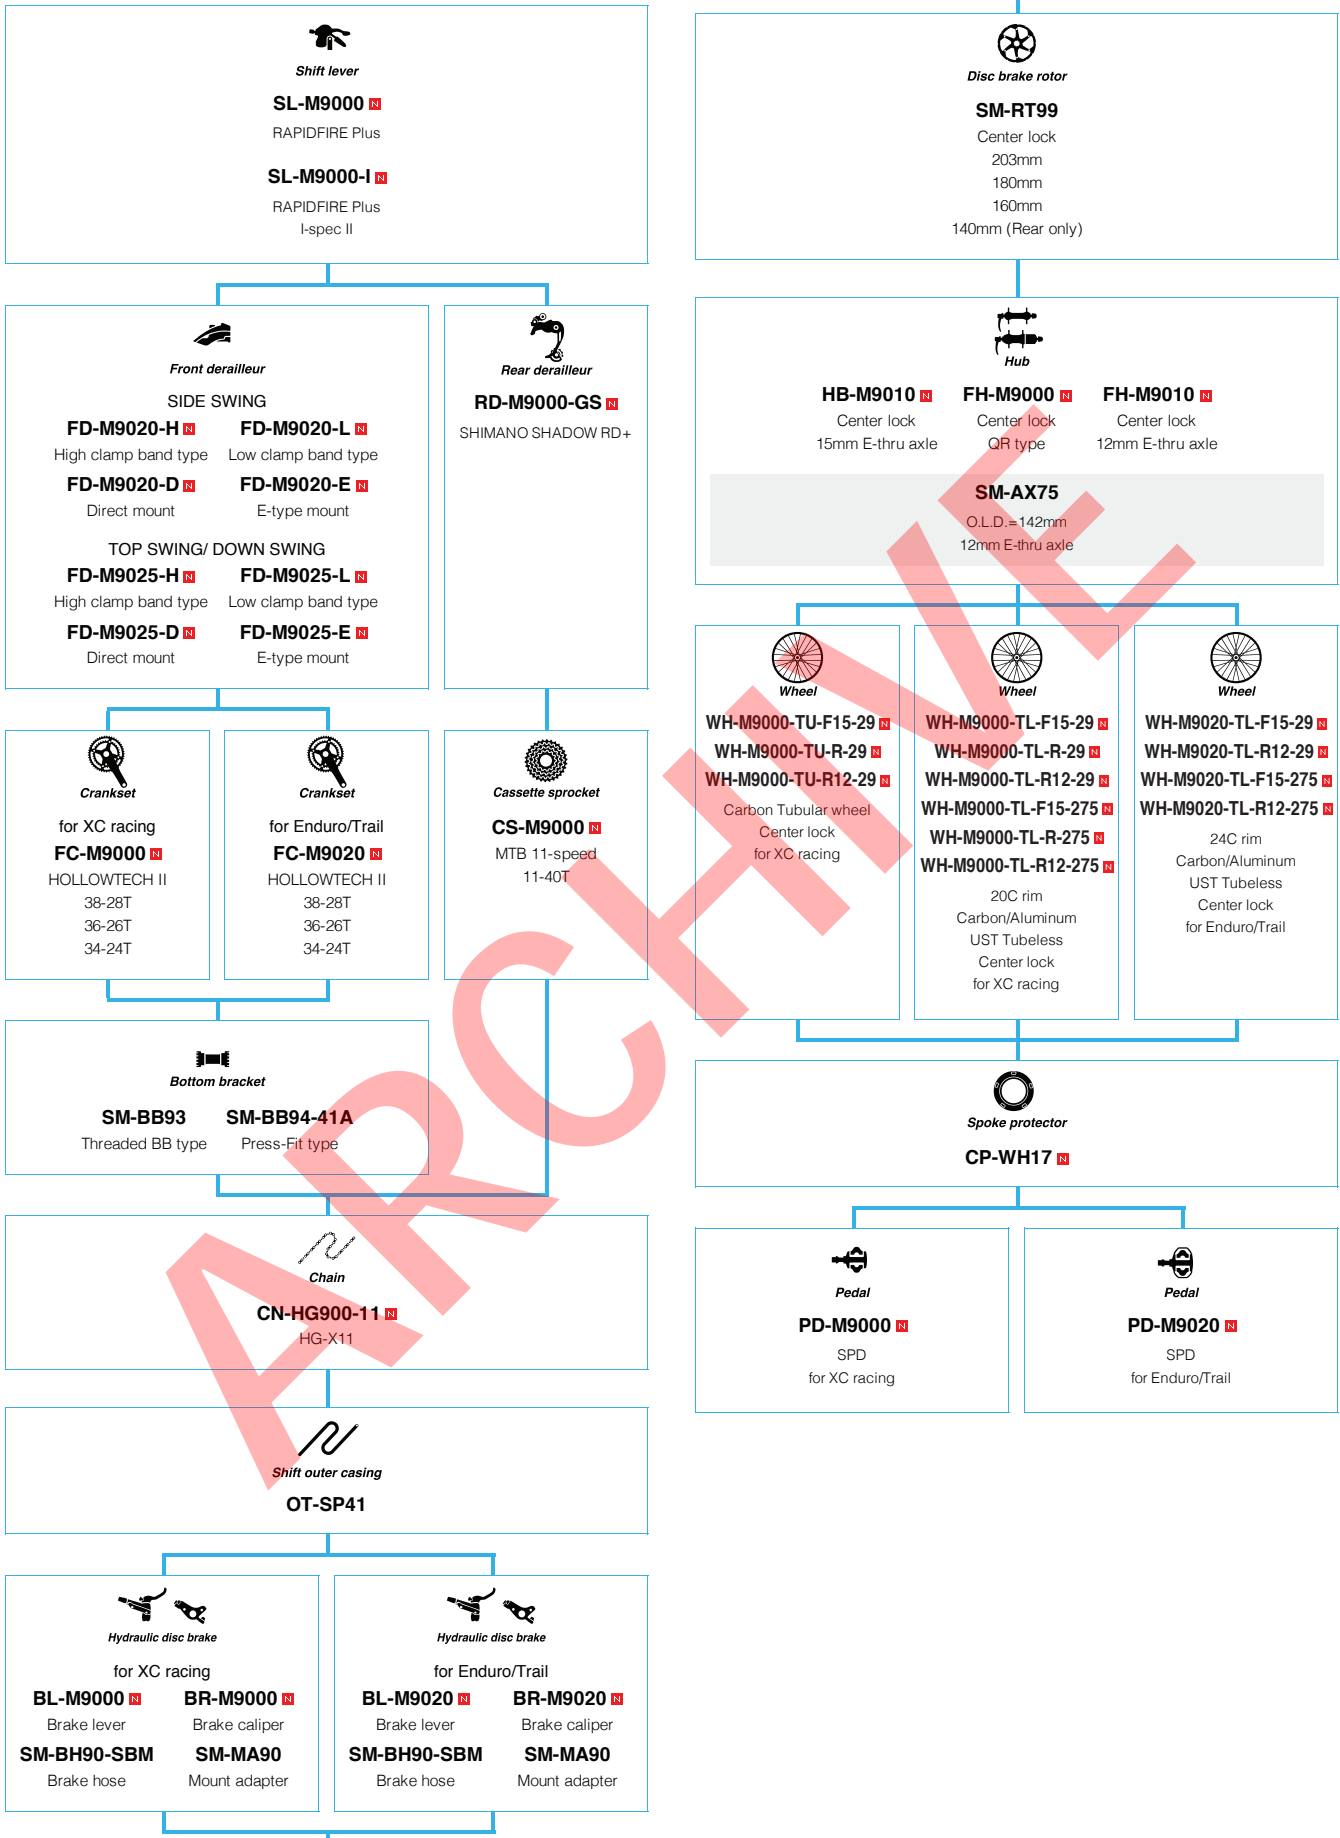 Shift lever
SL-M9000 N
RAPIDFIRE Plus
SL-M9000-I N
RAPIDFIRE Plus
I-spec II
Front derailleur
SIDE SWING
FD-M9020-H N FD-M9020-L N
High clamp band type Low clamp band type
FD-M9020-D N FD-M9020-E N
Direct mount E-type mount
TOP SWING/ DOWN SWING
FD-M9025-H N FD-M9025-L N
High clamp band type Low clamp band type
FD-M9025-D N FD-M9025-E N
Direct mount E-type mount
Rear derailleur
RD-M9000-GS N
SHIMANO SHADOW RD+
Crankset
for XC racing
FC-M9000 N
HOLLOWTECH II
38-28T
36-26T
34-24T
Crankset
for Enduro/Trail
FC-M9020 N
HOLLOWTECH II
38-28T
36-26T
34-24T
Cassette sprocket
CS-M9000 N
MTB 11-speed
11-40T
Bottom bracket
SM-BB93 SM-BB94-41A
Threaded BB type Press-Fit type
Chain
CN-HG900-11 N
HG-X11
Shift outer casing
OT-SP41
Hydraulic disc brake
for XC racing
BL-M9000 N BR-M9000 N
Brake lever Brake caliper
SM-BH90-SBM SM-MA90
Brake hose Mount adapter
Hydraulic disc brake
for Enduro/Trail
BL-M9020 N BR-M9020 N
Brake lever Brake caliper
SM-BH90-SBM SM-MA90
Brake hose Mount adapter
Disc brake rotor
SM-RT99
Center lock
203mm
180mm
160mm
140mm (Rear only)
Hub
HB-M9010 N FH-M9000 N FH-M9010 N
Center lock Center lock Center lock
15mm E-thru axle QR type 12mm E-thru axle
SM-AX75
O.L.D.=142mm
12mm E-thru axle
Wheel
WH-M9000-TU-F15-29 N
WH-M9000-TU-R-29 N
WH-M9000-TU-R12-29 N
Carbon Tubular wheel
Center lock
for XC racing
Wheel
WH-M9000-TL-F15-29 N
WH-M9000-TL-R-29 N
WH-M9000-TL-R12-29 N
WH-M9000-TL-F15-275 N
WH-M9000-TL-R-275 N
WH-M9000-TL-R12-275 N
20C rim
Carbon/Aluminum
UST Tubeless
Center lock
for XC racing
Wheel
WH-M9020-TL-F15-29 N
WH-M9020-TL-R12-29 N
WH-M9020-TL-F15-275 N
WH-M9020-TL-R12-275 N
24C rim
Carbon/Aluminum
UST Tubeless
Center lock
for Enduro/Trail
Spoke protector
CP-WH17 N
Pedal
PD-M9000 N
SPD
for XC racing
Pedal
PD-M9020 N
SPD
for Enduro/Trail
ARCHIVE